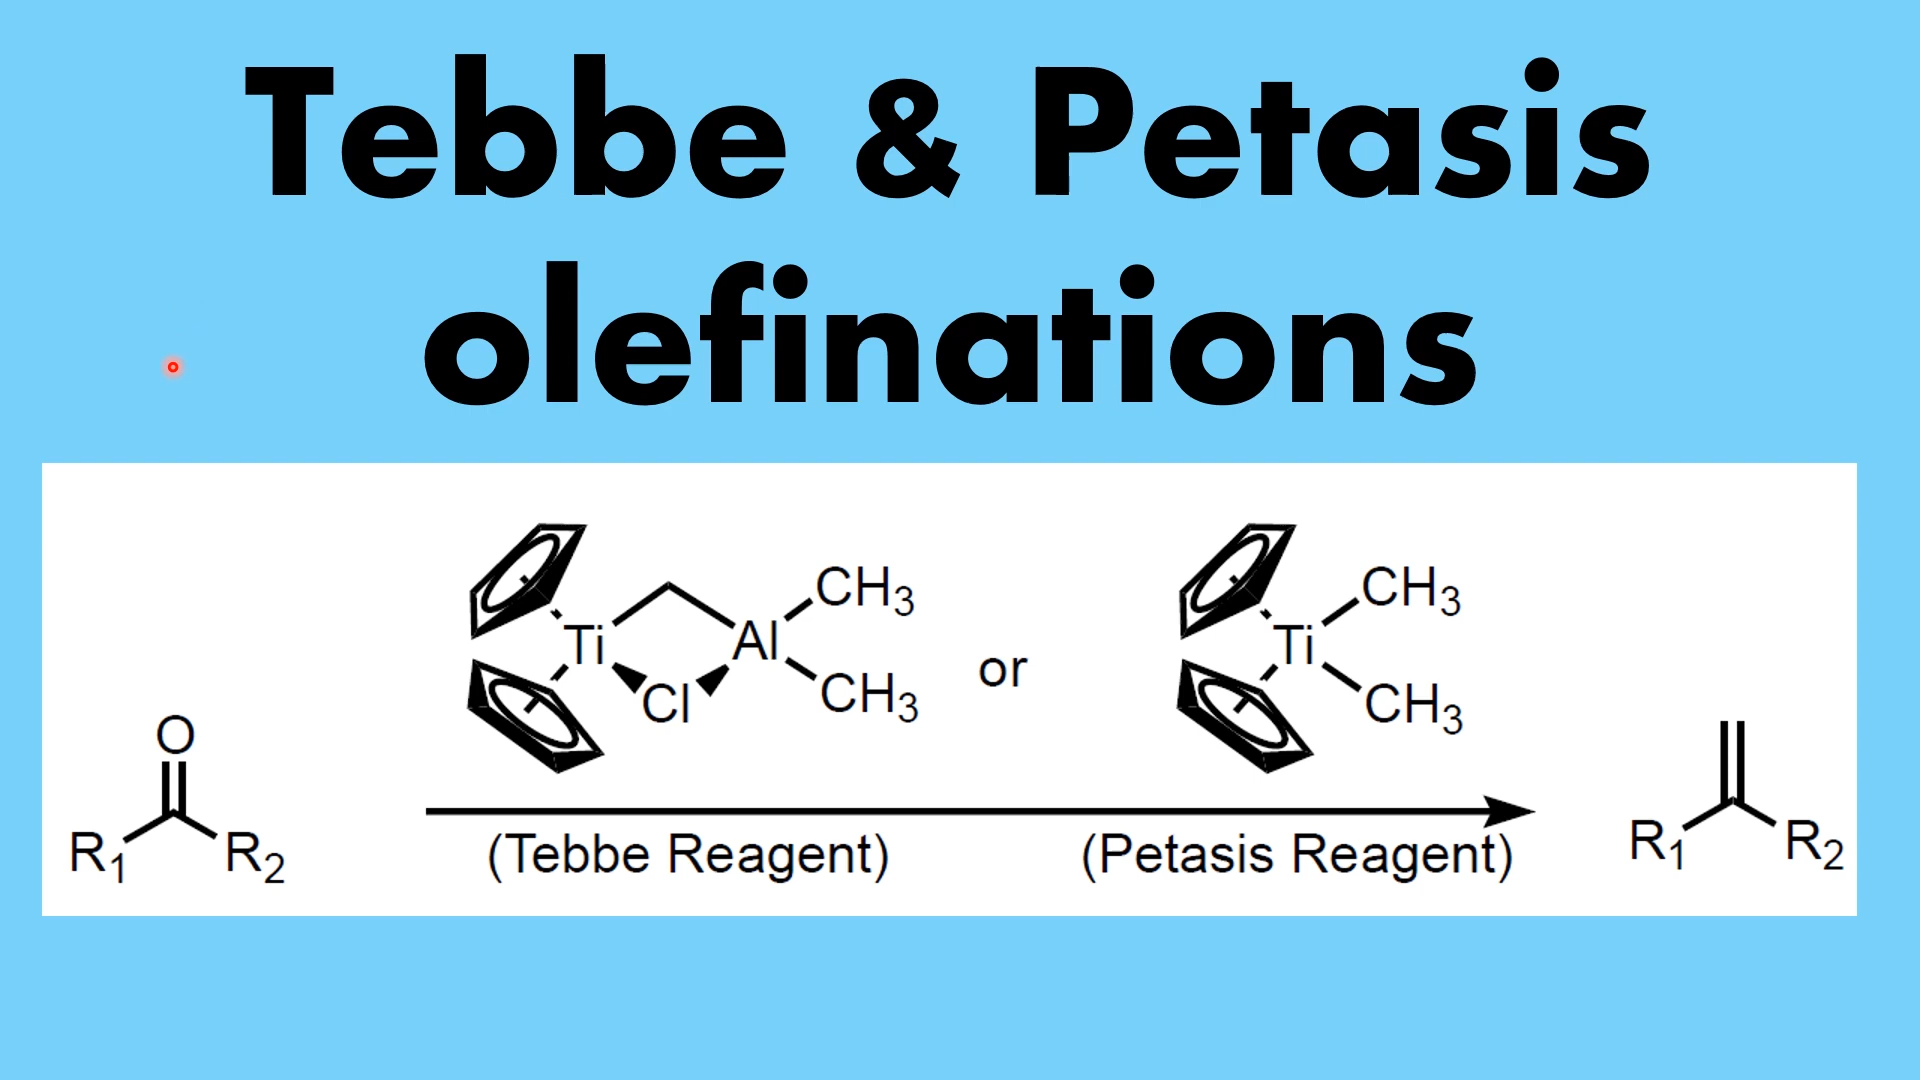 Tebbe & Petasis
olefinations
O
R1
R2
Ti
Cl
Al
CH3
CH3
or
Ti
CH3
CH3
(Tebbe Reagent)
(Petasis Reagent)
R1
R2